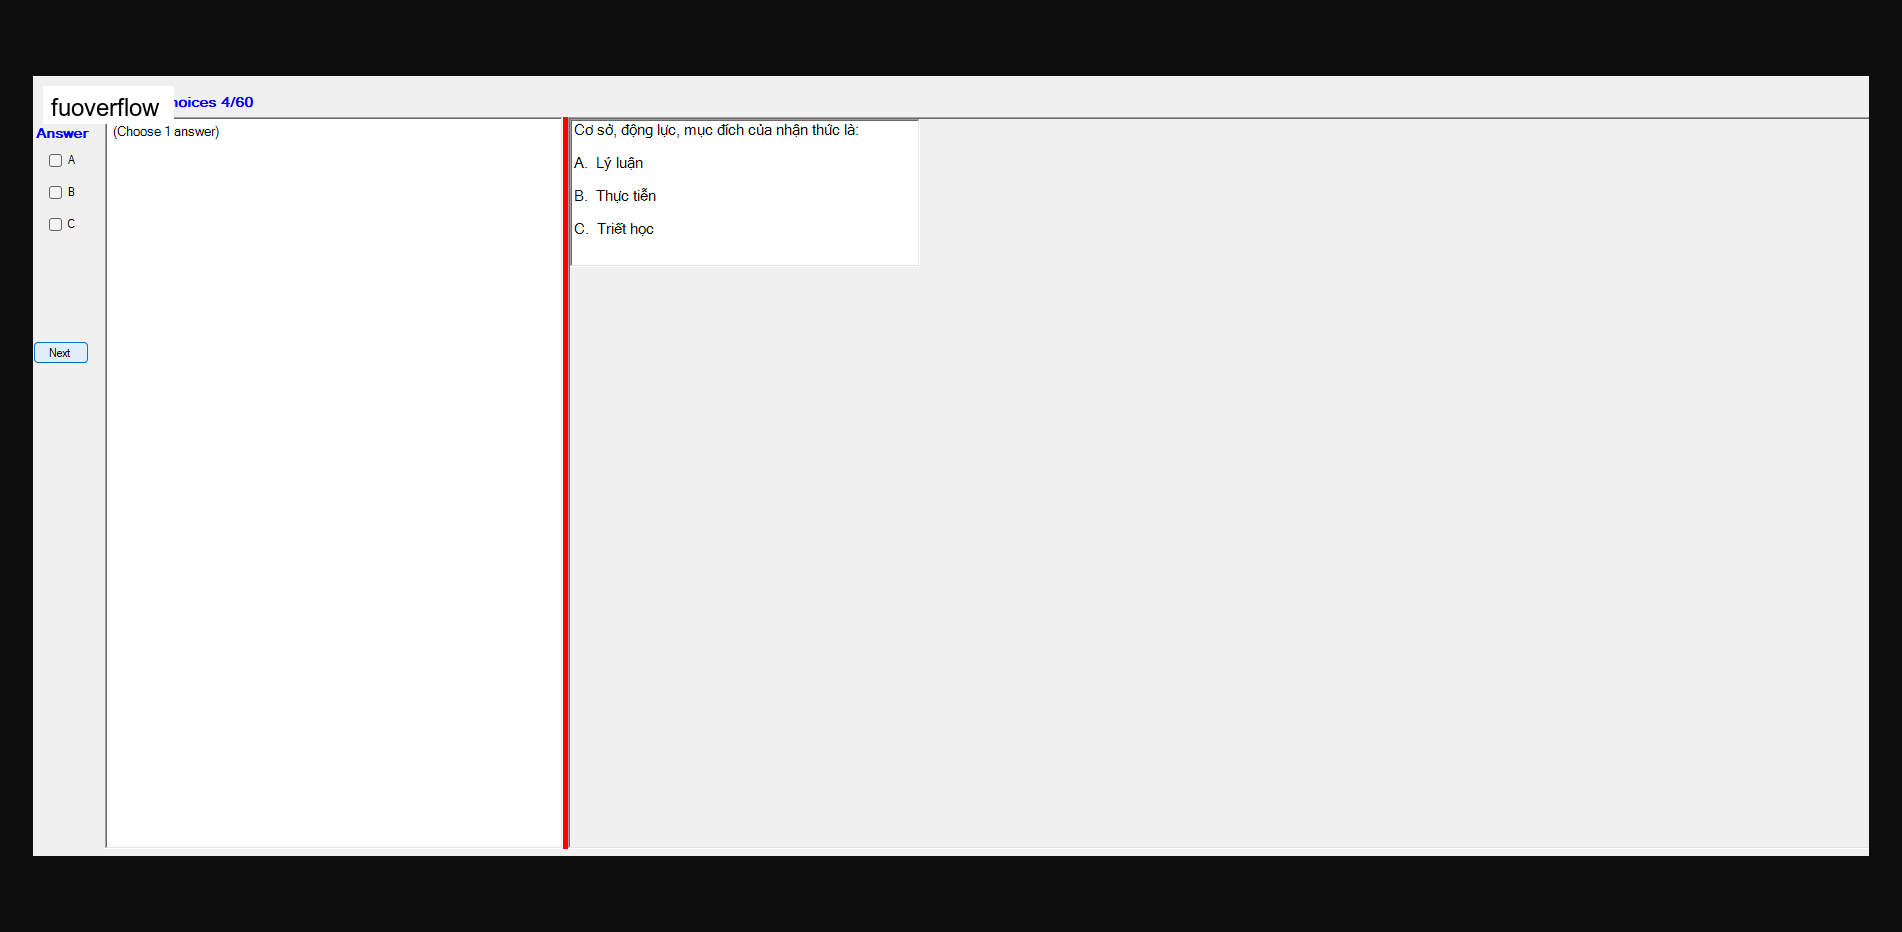 fuoverflow
hoices 4/60
Answer
(Choose 1 answer)
A
B
C
Next
Cơ sở, động lực, mục đích của nhận thức là:
A. Lý luận
B. Thực tiễn
C. Triết học